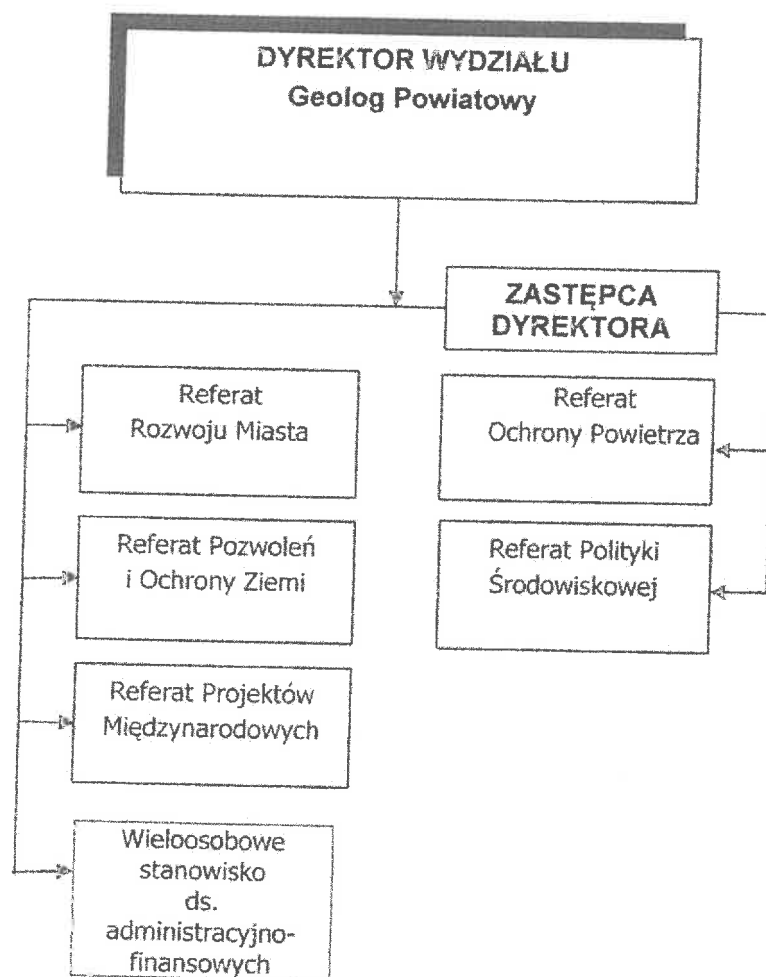 DYREKTOR WYDZIAŁU
Geolog Powiatowy
ZASTĘPCA
DYREKTORA
Referat
Rozwoju Miasta
Referat
Ochrony Powietrza
Referat Pozwoleń
i Ochrony Ziemi
Referat Polityki
Środowiskowej
Referat Projektów
Międzynarodowych
Wieloosobowe
stanowisko
ds.
administracyjno-
finansowych